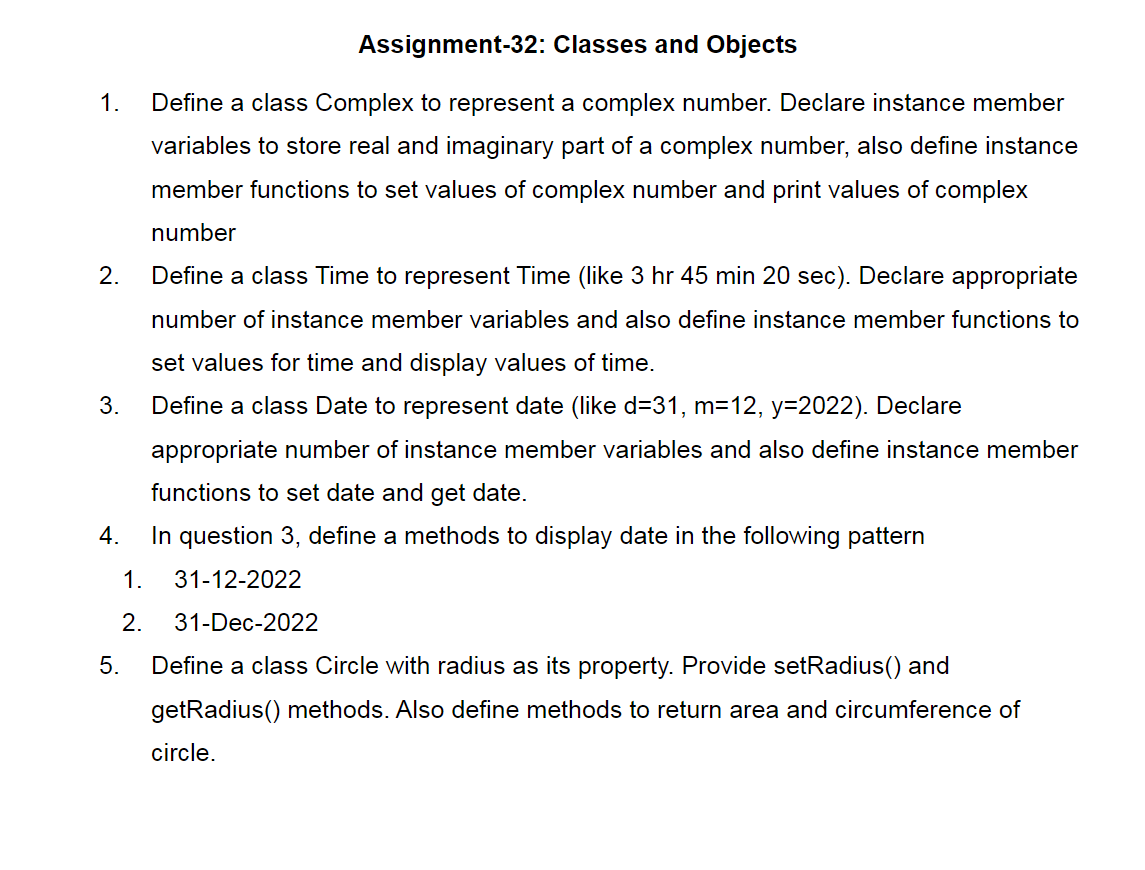 Assignment-32: Classes and Objects
1. Define a class Complex to represent a complex number. Declare instance member
variables to store real and imaginary part of a complex number, also define instance
member functions to set values of complex number and print values of complex
number
2. Define a class Time to represent Time (like 3 hr 45 min 20 sec). Declare appropriate
number of instance member variables and also define instance member functions to
set values for time and display values of time.
3. Define a class Date to represent date (like d=31, m=12, y=2022). Declare
appropriate number of instance member variables and also define instance member
functions to set date and get date.
4. In question 3, define a methods to display date in the following pattern
1. 31-12-2022
2. 31-Dec-2022
5. Define a class Circle with radius as its property. Provide setRadius() and
getRadius() methods. Also define methods to return area and circumference of
circle.